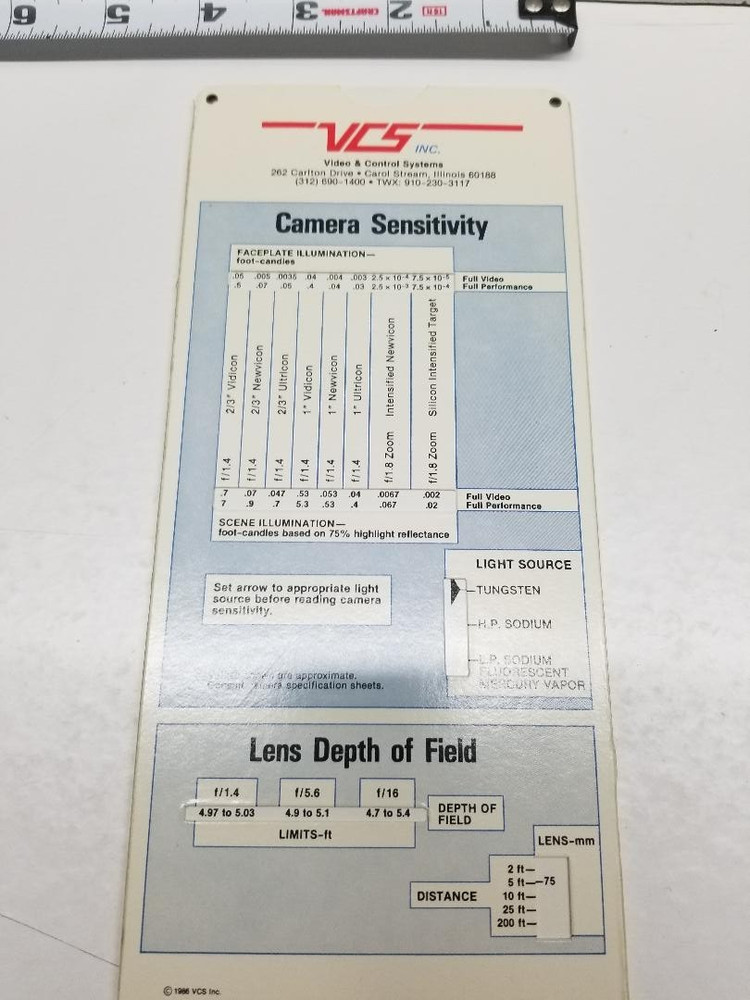 6 5 4 3 CRAFTSMAN 2
VCS INC.
Video & Control Systems
262 Carlton Drive • Carol Stream, Illinois 60188
(312) 690-1400 • TWX: 910-230-3117
Camera Sensitivity
FACEPLATE ILLUMINATION—
foot-candles
.05 .005 .0035 .04 .004 .003 2.5 x 10⁻⁴ 7.5 x 10⁻⁵ Full Video
.5 .07 .05 .4 .04 .03 2.5 x 10⁻³ 7.5 x 10⁻⁴ Full Performance
f/1.4 2/3" Vidicon
f/1.4 2/3" Newvicon
f/1.4 2/3" Ultricon
f/1.4 1" Vidicon
f/1.4 1" Newvicon
f/1.4 1" Ultricon
f/1.8 Zoom Intensified Newvicon
f/1.8 Zoom Silicon Intensified Target
.7 .07 .047 .53 .053 .04 .0067 .002 Full Video
7 .9 .7 5.3 .53 .4 .067 .02 Full Performance
SCENE ILLUMINATION—
foot-candles based on 75% highlight reflectance
LIGHT SOURCE
Set arrow to appropriate light
source before reading camera
sensitivity.
TUNGSTEN
H.P. SODIUM
L.P. SODIUM
FLUORESCENT
MERCURY VAPOR
are approximate.
camera specification sheets.
Lens Depth of Field
f/1.4 f/5.6 f/16
4.97 to 5.03 4.9 to 5.1 4.7 to 5.4
LIMITS-ft
DEPTH OF
FIELD
LENS-mm
DISTANCE
2 ft—
5 ft—75
10 ft—
25 ft—
200 ft—
© 1986 VCS Inc.